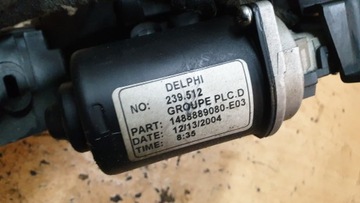 DELPHI
NO: 239.512
GROUPE PLC.D
PART: 1488889080-E03
DATE: 12/13/2004
TIME: 8:35